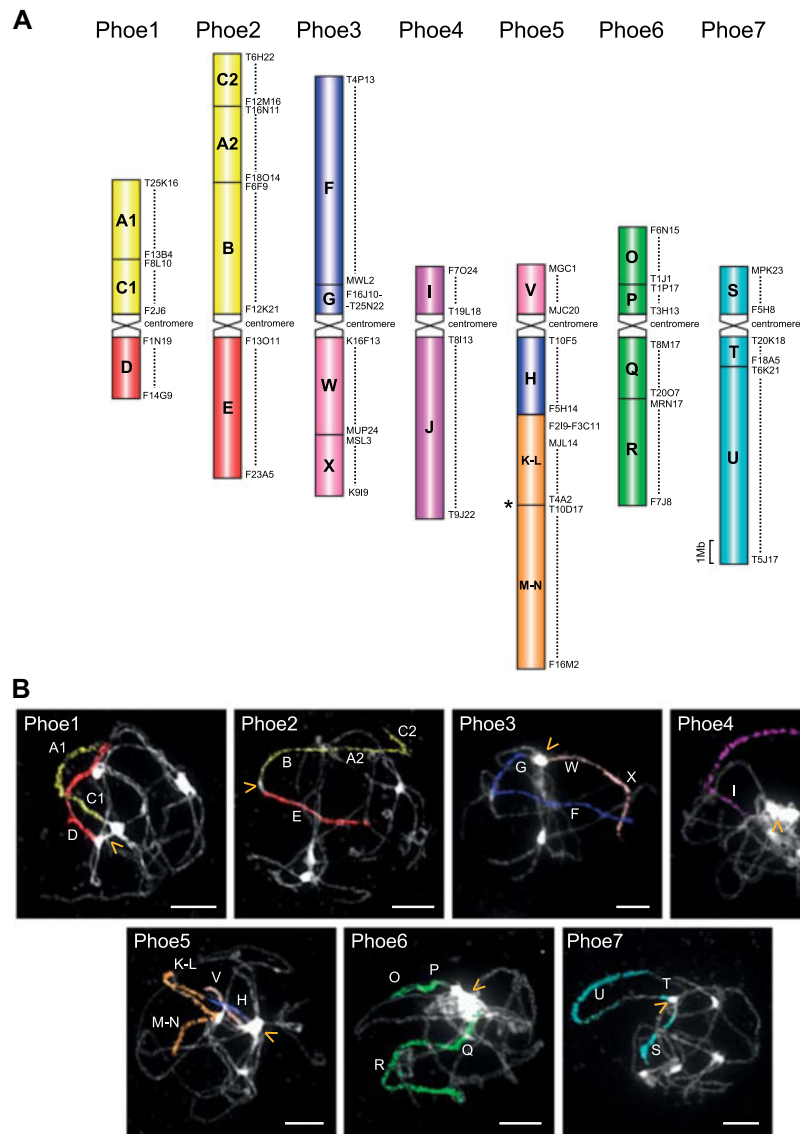 A
Phoe1 Phoe2 Phoe3 Phoe4 Phoe5 Phoe6 Phoe7
A1
T25K16
F13B4
C1
F8L10
F2J6
centromere
D
F1N19
F14G9
C2
T6H22
F12M16
A2
T16N11
F18O14
B
F6F9
F12K21
centromere
E
F13O11
F23A5
F
T4P13
MWL2
G
F16J10-
-T25N22
centromere
W
K16F13
MUP24
X
MSL3
K9I9
I
F7O24
T19L18
centromere
J
T8I13
T9J22
V
MGC1
MJC20
centromere
H
T10F5
F5H14
K-L
F2I9-F3C11
MJL14
T4A2
*
M-N
T10D17
F16M2
O
F6N15
T1J1
P
T1P17
T3H13
centromere
Q
T8M17
T20O7
R
MRN17
F7J8
S
MPK23
F5H8
centromere
T
T20K18
F18A5
U
T6K21
T5J17
1Mb
B
Phoe1
A1
C1
D
Phoe2
C2
B
A2
E
Phoe3
G
W
X
F
Phoe4
I
Phoe5
K-L
V
H
M-N
Phoe6
O
P
Q
R
Phoe7
U
T
S